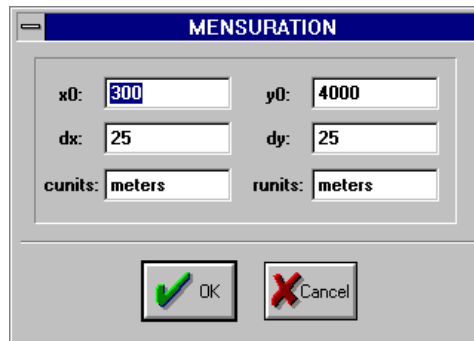 MENSURATION
x0: 300 y0: 4000
dx: 25 dy: 25
cunits: meters runits: meters
OK Cancel